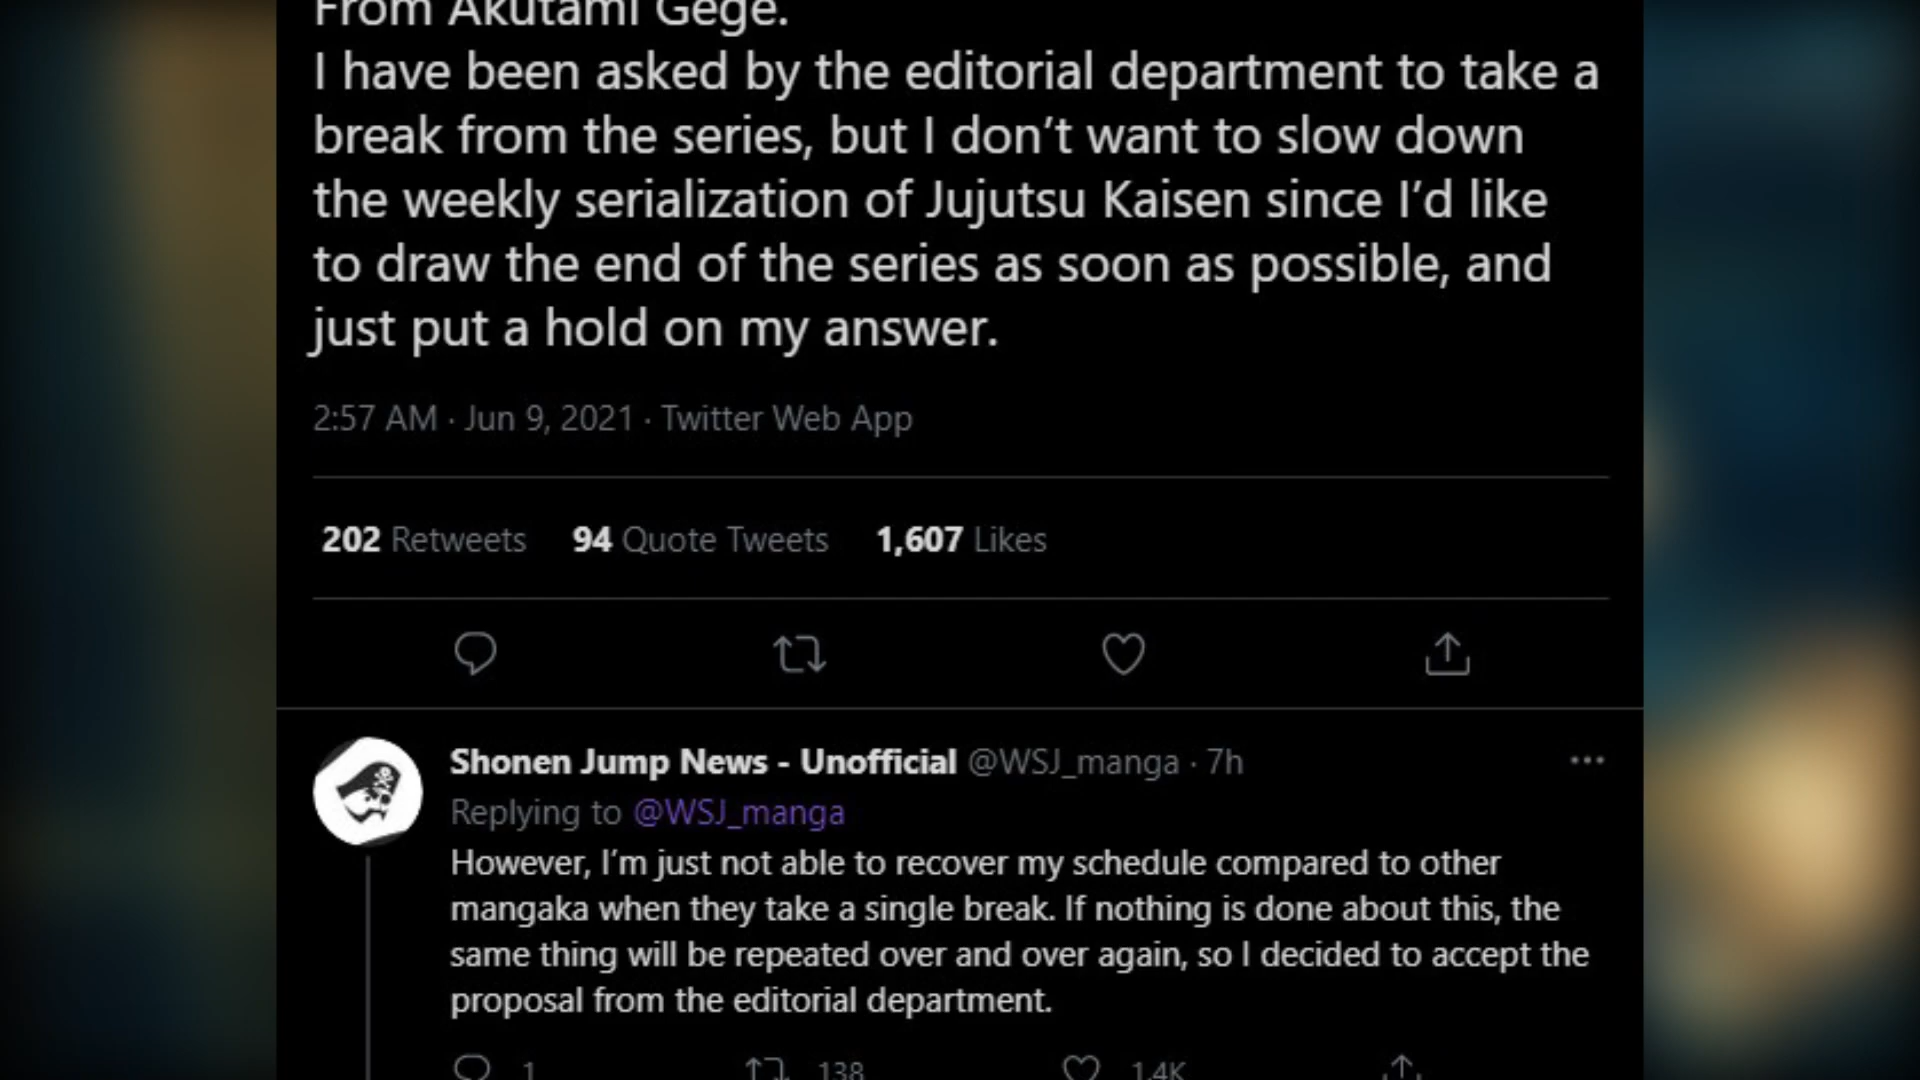 From Akutami Gege.
I have been asked by the editorial department to take a
break from the series, but I don’t want to slow down
the weekly serialization of Jujutsu Kaisen since I’d like
to draw the end of the series as soon as possible, and
just put a hold on my answer.
2:57 AM · Jun 9, 2021 · Twitter Web App
202 Retweets 94 Quote Tweets 1,607 Likes
Shonen Jump News - Unofficial @WSJ_manga · 7h
Replying to @WSJ_manga
However, I’m just not able to recover my schedule compared to other
mangaka when they take a single break. If nothing is done about this, the
same thing will be repeated over and over again, so I decided to accept the
proposal from the editorial department.
1 138 1.4K